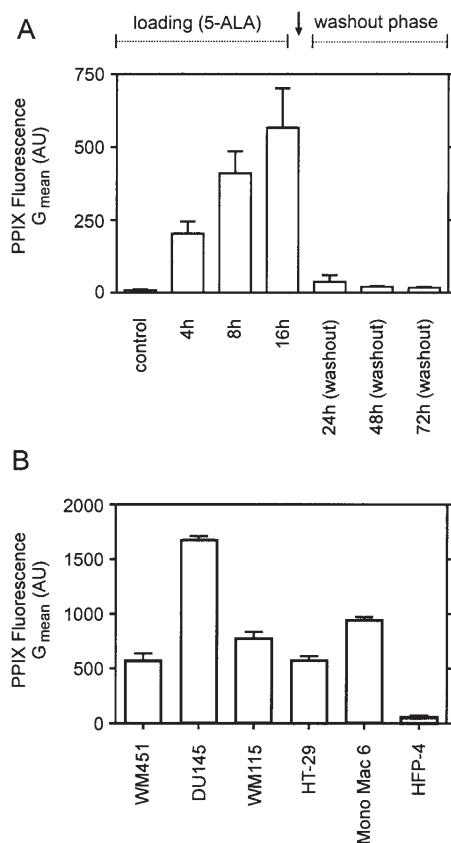 A
loading (5-ALA)
washout phase
PPIX Fluorescence
G mean (AU)
750
500
250
0
control
4h
8h
16h
24h (washout)
48h (washout)
72h (washout)
B
PPIX Fluorescence
G mean (AU)
2000
1500
1000
500
0
WM451
DU145
WM115
HT-29
Mono Mac 6
HFP-4